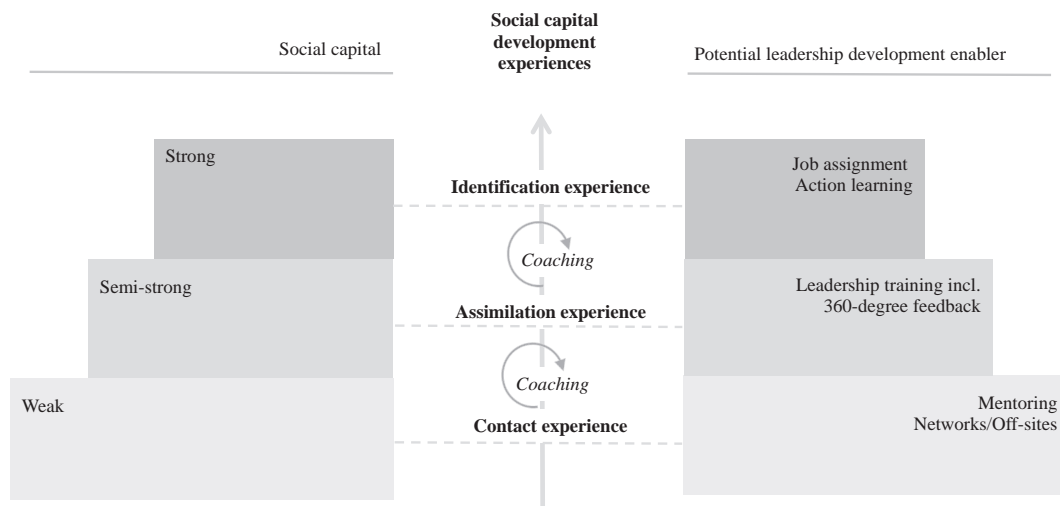 Social capital
Social capital
development
experiences
Potential leadership development enabler
Strong
Identification experience
Job assignment
Action learning
Coaching
Semi-strong
Assimilation experience
Leadership training incl.
360-degree feedback
Coaching
Weak
Contact experience
Mentoring
Networks/Off-sites